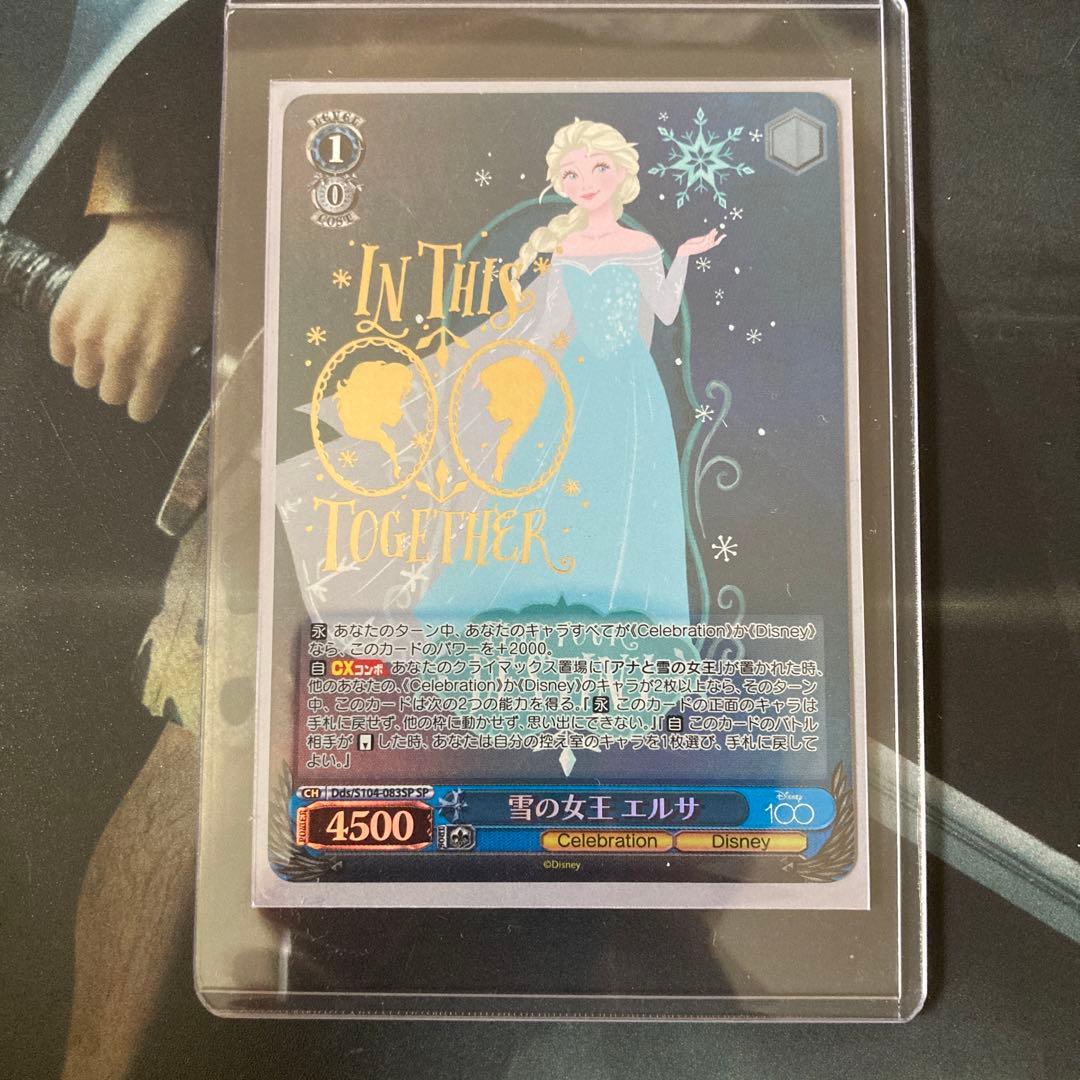 LEVEL
1
0
COST
IN THIS
TOGETHER
永 あなたのターン中、あなたのキャラすべてが《Celebration》か《Disney》
なら、このカードのパワーを+2000。
自 CXコンボ あなたのクライマックス置場に「アナと雪の女王」が置かれた時、
他のあなたの、《Celebration》か《Disney》のキャラが2枚以上なら、そのターン
中、このカードは次の2つの能力を得る。『永 このカードの正面のキャラは
手札に戻せず、他の枠に動かせず、思い出にできない。』『自 このカードのバトル
相手が した時、あなたは自分の控え室のキャラを1枚選び、手札に戻して
よい。』
CH Dds/S104-083SP SP
POWER 4500
雪の女王 エルサ
Disney 100
Celebration Disney
©Disney